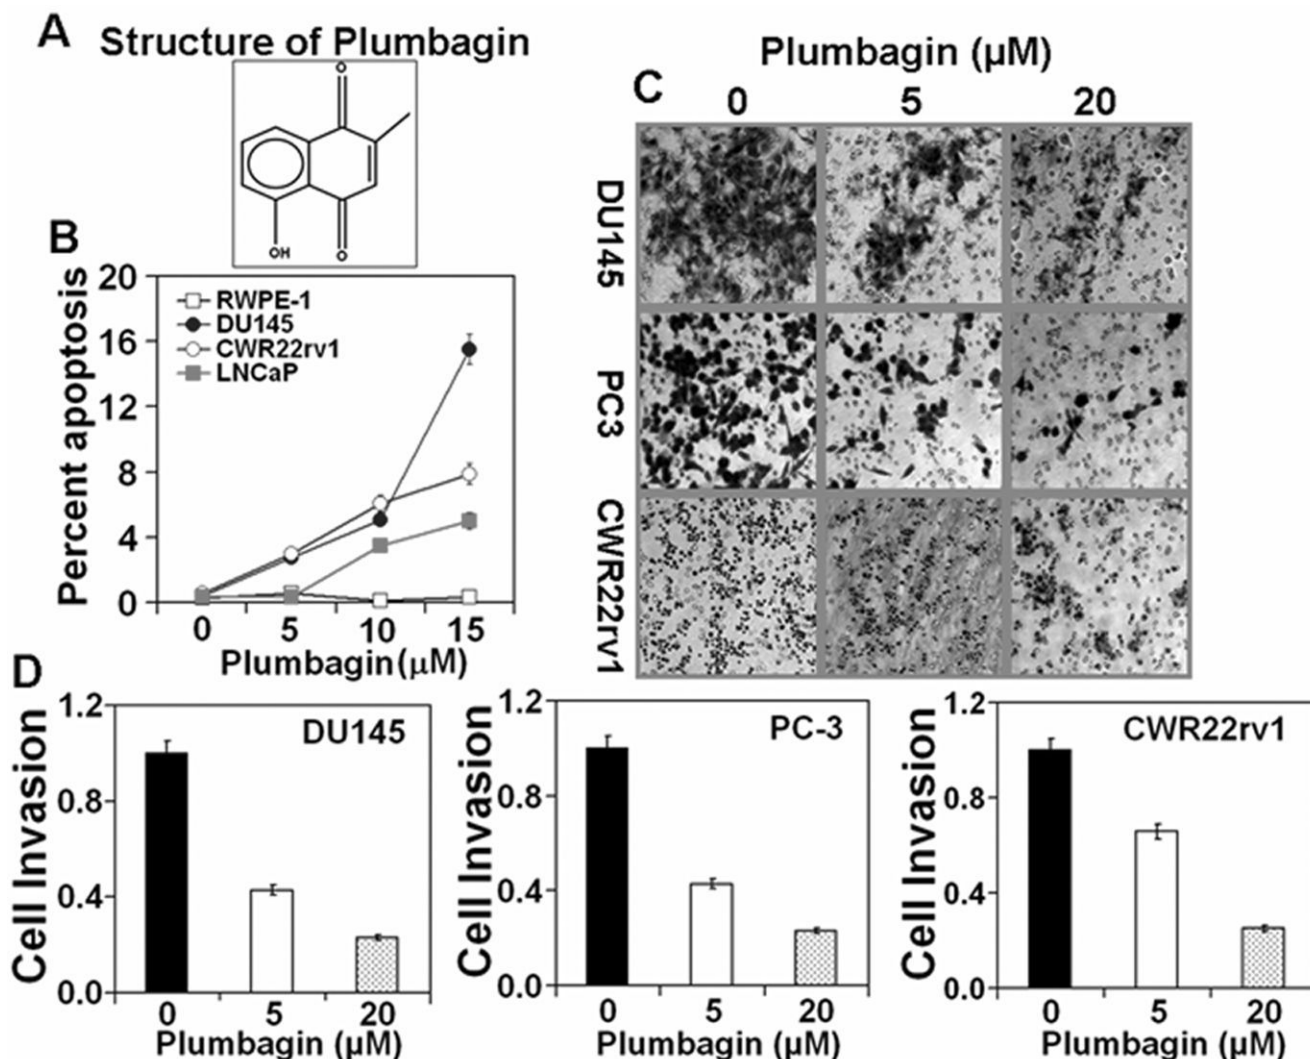 A Structure of Plumbagin
O
OH
O
B
Percent apoptosis
20
16
12
8
4
0
RWPE-1
DU145
CWR22rv1
LNCaP
0 5 10 15
Plumbagin (μM)
Plumbagin (μM)
C 0 5 20
DU145
PC3
CWR22rv1
D
Cell Invasion
1.2
0.8
0.4
0.0
DU145
0 5 20
Plumbagin (μM)
Cell Invasion
1.2
0.8
0.4
0.0
PC-3
0 5 20
Plumbagin (μM)
Cell Invasion
1.2
0.8
0.4
0.0
CWR22rv1
0 5 20
Plumbagin (μM)